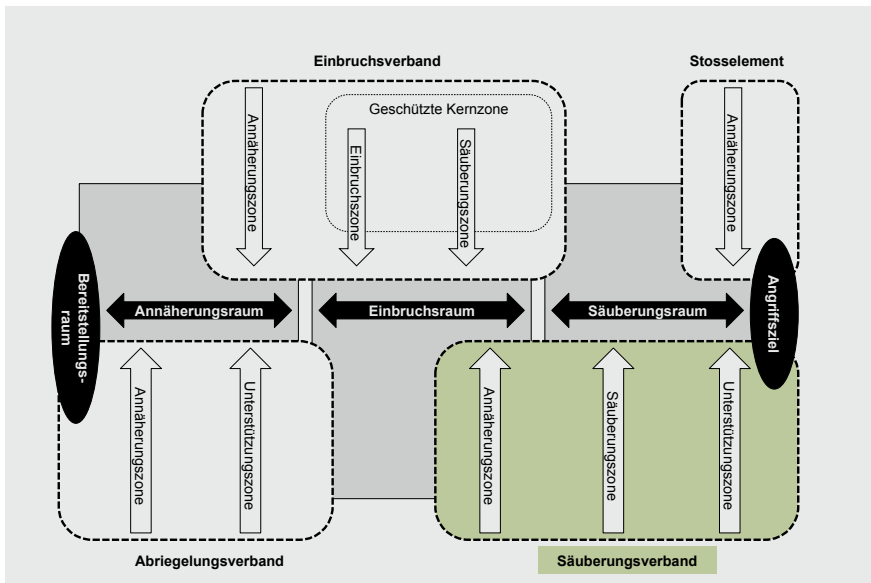 Einbruchsverband
Stosselement
Geschützte Kernzone
Annäherungszone
Einbruchszone
Säuberungszone
Annäherungszone
Bereitstellungs-
raum
Annäherungsraum
Einbruchsraum
Säuberungsraum
Angriffsziel
Annäherungszone
Unterstützungszone
Annäherungszone
Säuberungszone
Unterstützungszone
Abriegelungsverband
Säuberungsverband